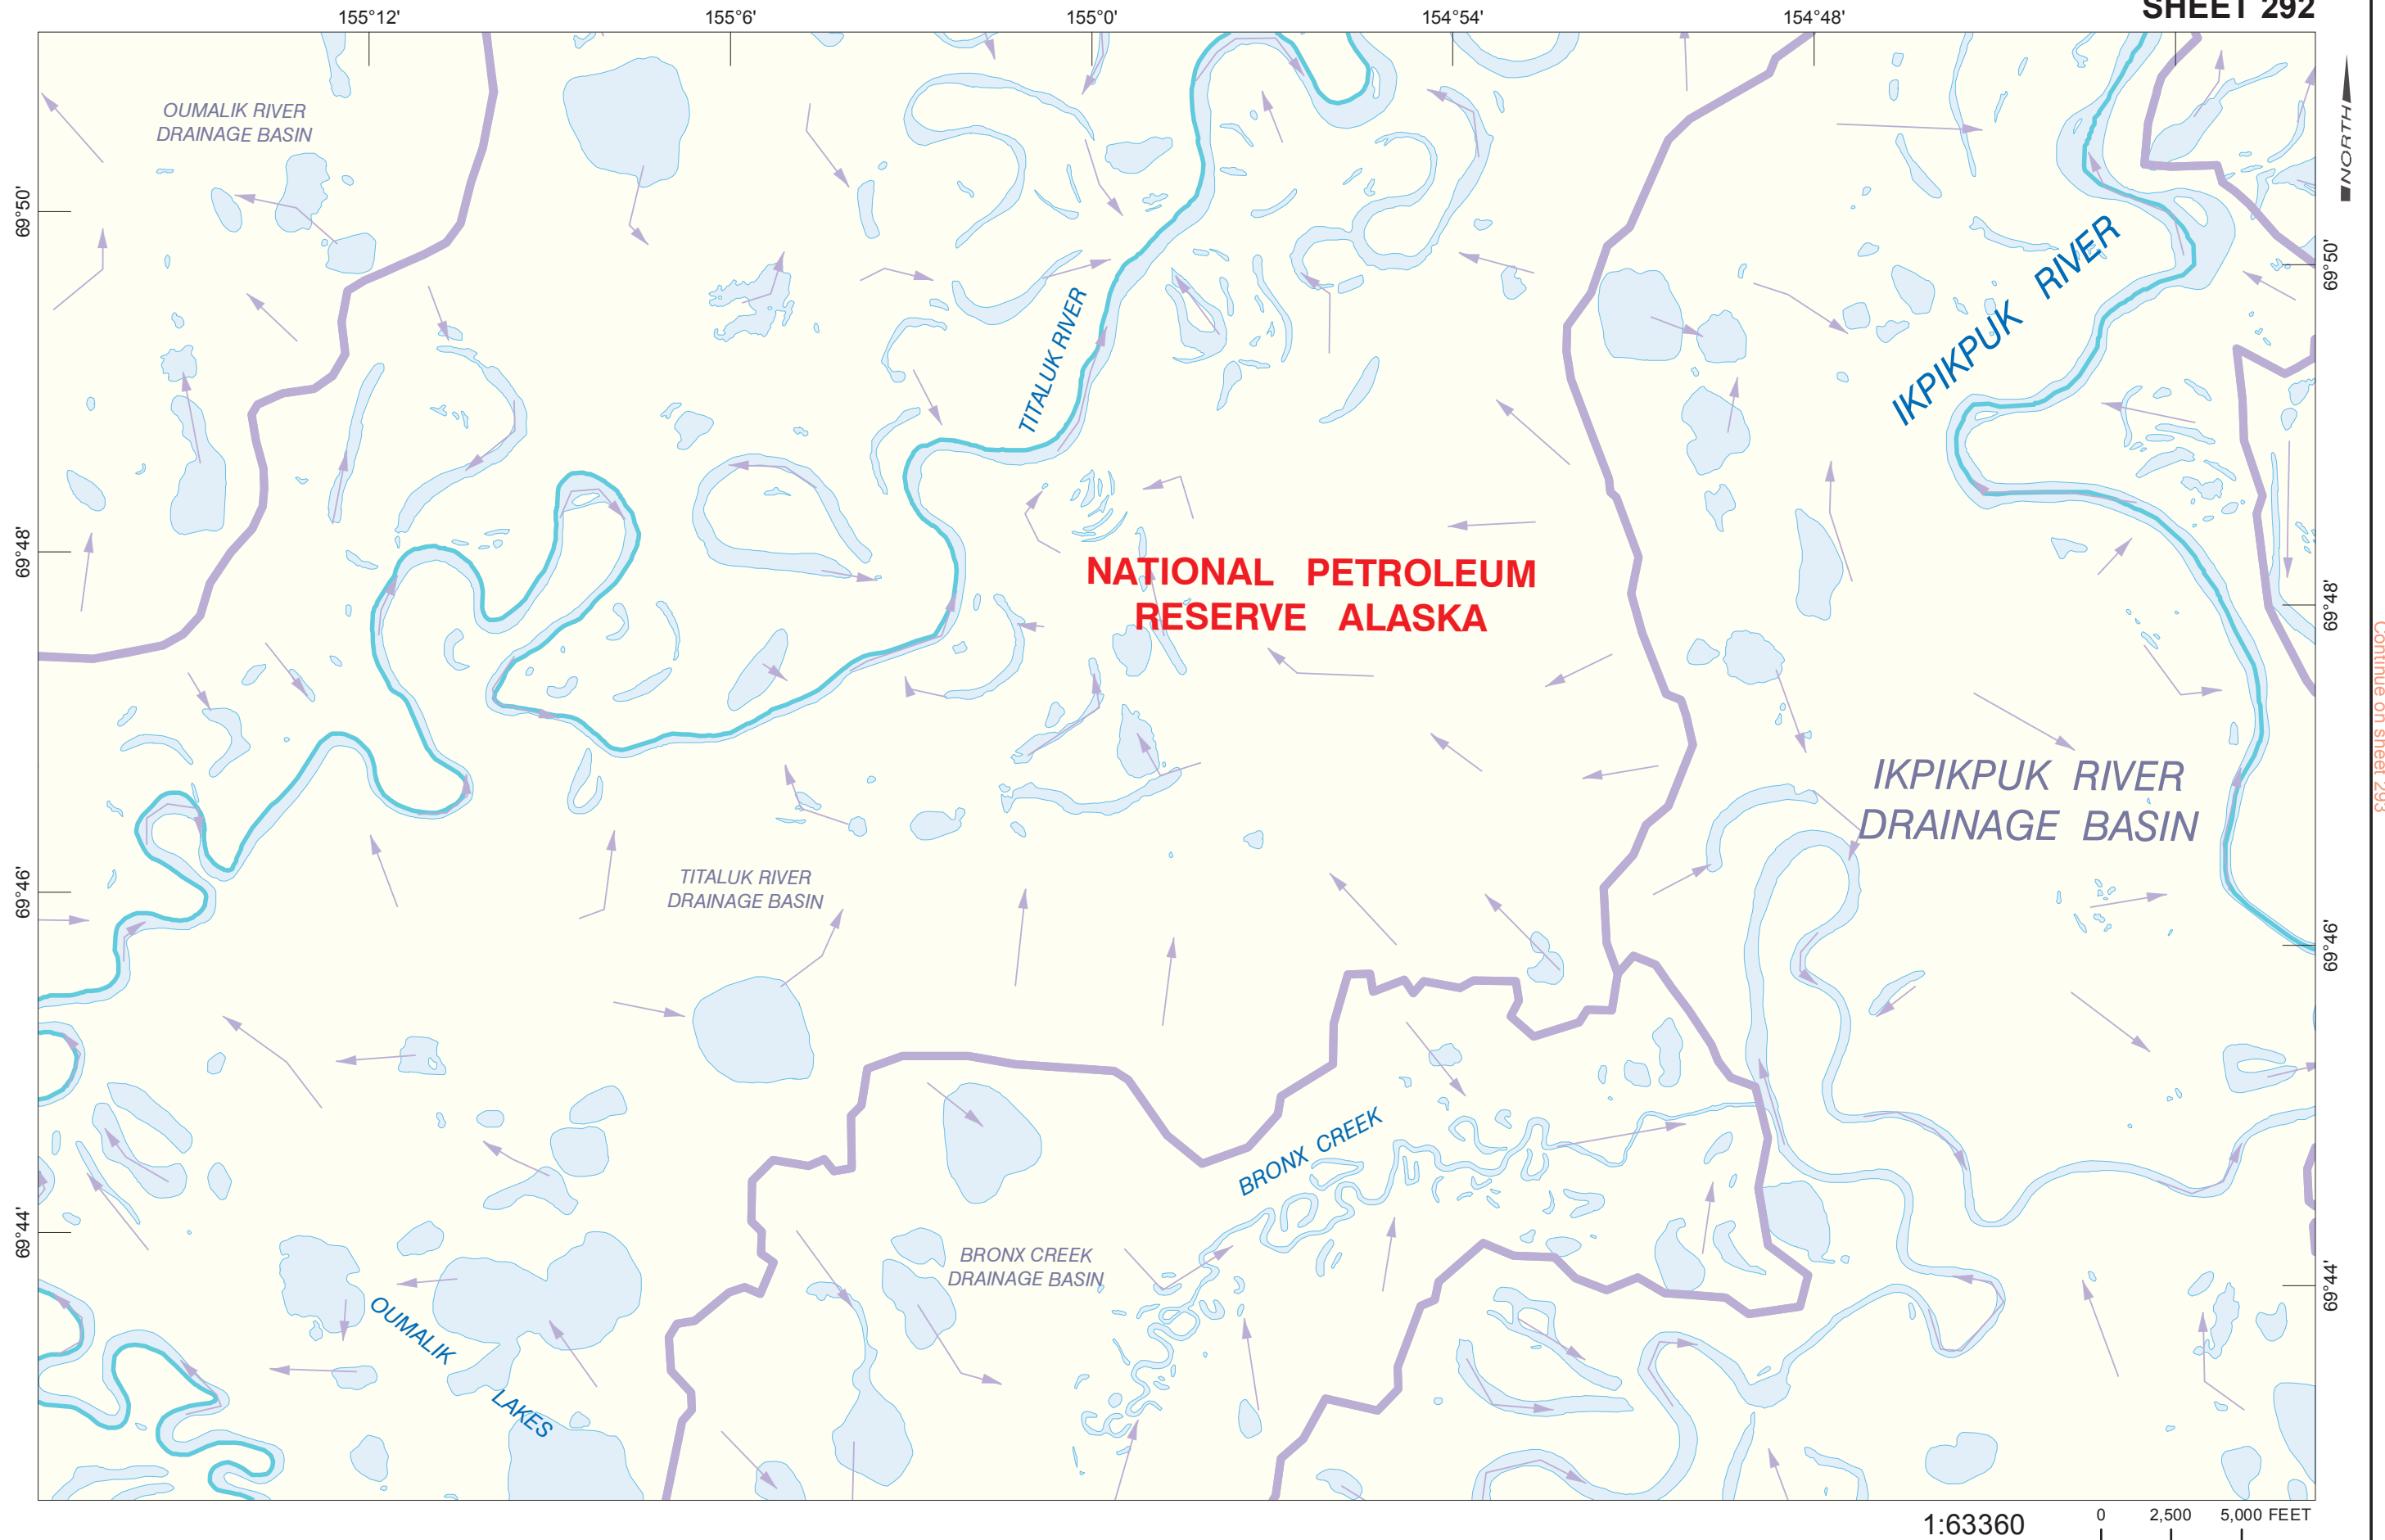 SHEET 292
155°12'
155°6'
155°0'
154°54'
154°48'
NORTH
OUMALIK RIVER
DRAINAGE BASIN
69°50'
69°50'
TITALUK RIVER
IKPIKPUK RIVER
69°48'
69°48'
NATIONAL PETROLEUM
RESERVE ALASKA
Continue on sheet 293
IKPIKPUK RIVER
DRAINAGE BASIN
69°46'
69°46'
TITALUK RIVER
DRAINAGE BASIN
BRONX CREEK
69°44'
69°44'
BRONX CREEK
DRAINAGE BASIN
OUMALIK
LAKES
1:63360
0 2,500 5,000 FEET